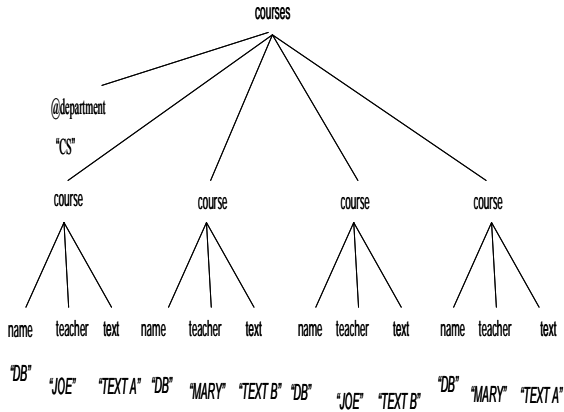 courses
@department
"CS"
course course course course
name teacher text name teacher text name teacher text name teacher text
"DB" "JOE" "TEXT A" "DB" "MARY" "TEXT B" "DB" "JOE" "TEXT B" "DB" "MARY" "TEXT A"